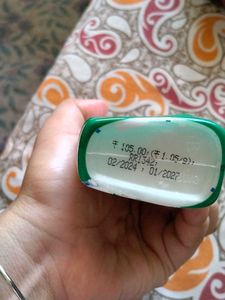 ₹ 105.00 (₹ 1.05/g),
RR1342,
02/2024 , 01/2027